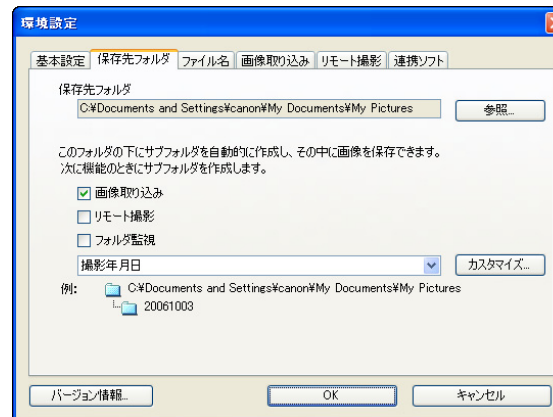 環境設定
基本設定 保存先フォルダ ファイル名 画像取り込み リモート撮影 連携ソフト
保存先フォルダ
C:¥Documents and Settings¥canon¥My Documents¥My Pictures 参照...
このフォルダの下にサブフォルダを自動的に作成し、その中に画像を保存できます。
次に機能のときにサブフォルダを作成します。
画像取り込み
リモート撮影
フォルダ監視
撮影年月日 カスタマイズ...
例: C:¥Documents and Settings¥canon¥My Documents¥My Pictures
20061003
バージョン情報... OK キャンセル